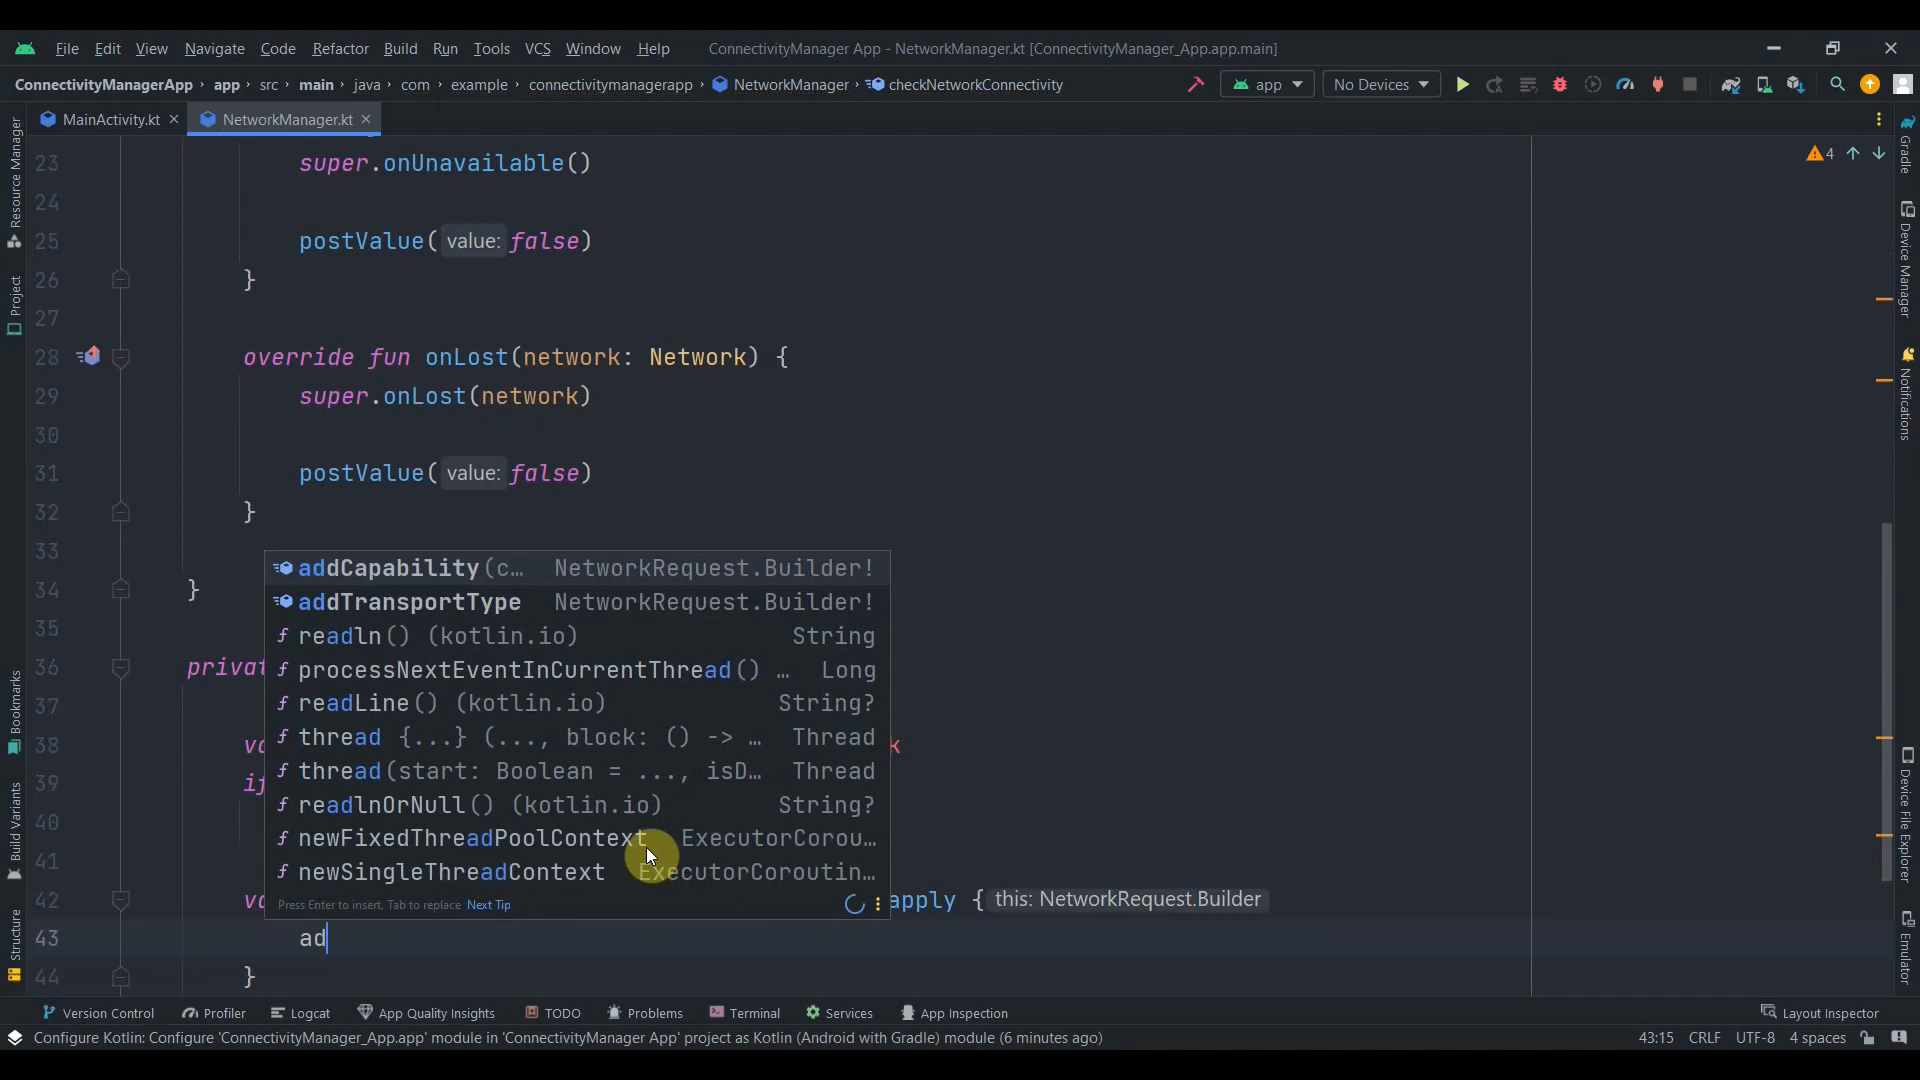 File Edit View Navigate Code Refactor Build Run Tools VCS Window Help ConnectivityManager App - NetworkManager.kt [ConnectivityManager_App.app.main]
ConnectivityManagerApp › app › src › main › java › com › example › connectivitymanagerapp › NetworkManager › checkNetworkConnectivity app No Devices
MainActivity.kt NetworkManager.kt
23 super.onUnavailable()
4
24
25 postValue( value: false)
26 }
27
28 override fun onLost(network: Network) {
29 super.onLost(network)
30
31 postValue( value: false)
32 }
33
34 }
35
36 privat
37
38 va k
39 if
40
41
42 va apply { this: NetworkRequest.Builder
43 ad
44 }
addCapability(c… NetworkRequest.Builder!
addTransportType NetworkRequest.Builder!
readln() (kotlin.io) String
processNextEventInCurrentThread() … Long
readLine() (kotlin.io) String?
thread {...} (..., block: () -> … Thread
thread(start: Boolean = ..., isD… Thread
readlnOrNull() (kotlin.io) String?
newFixedThreadPoolContext ExecutorCorou…
newSingleThreadContext ExecutorCoroutin…
Press Enter to insert, Tab to replace Next Tip
Resource Manager
Project
Bookmarks
Build Variants
Structure
Gradle
Device Manager
Notifications
Device File Explorer
Emulator
Version Control Profiler Logcat App Quality Insights TODO Problems Terminal Services App Inspection Layout Inspector
Configure Kotlin: Configure 'ConnectivityManager_App.app' module in 'ConnectivityManager App' project as Kotlin (Android with Gradle) module (6 minutes ago) 43:15 CRLF UTF-8 4 spaces